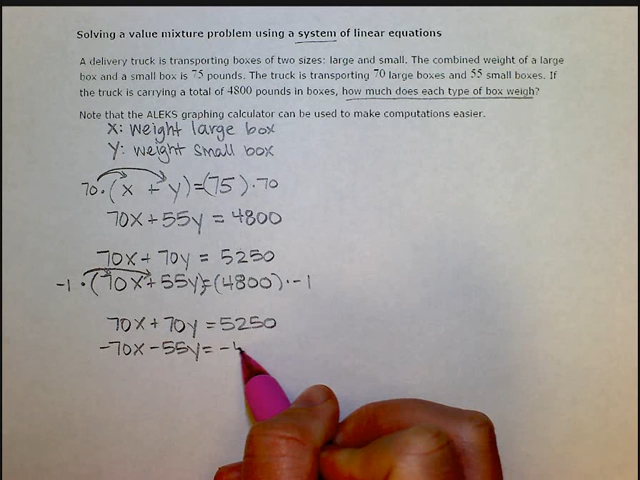 Solving a value mixture problem using a system of linear equations
A delivery truck is transporting boxes of two sizes: large and small. The combined weight of a large
box and a small box is 75 pounds. The truck is transporting 70 large boxes and 55 small boxes. If
the truck is carrying a total of 4800 pounds in boxes, how much does each type of box weigh?
Note that the ALEKS graphing calculator can be used to make computations easier.
X: weight large box
Y: weight small box
70·(x + y)=(75)·70
70x+55y = 4800
70x+ 70y = 5250
-1·(70x+55y)=(4800)·-1
70x+70y=5250
-70x-55y= -4